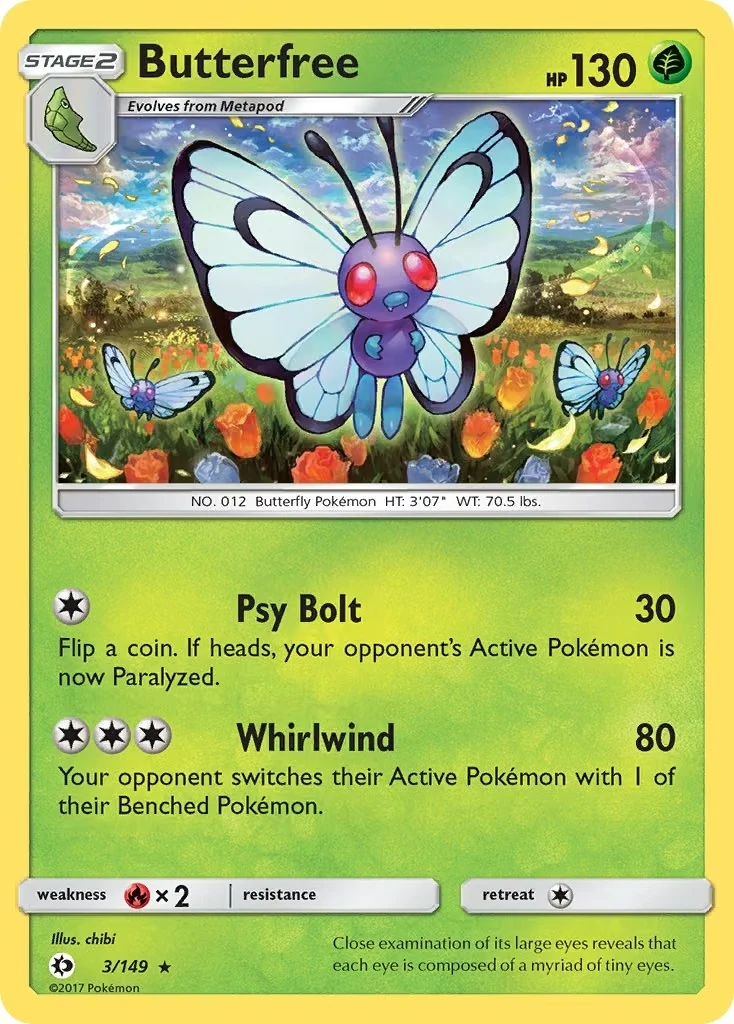 STAGE2
Butterfree
HP 130
Evolves from Metapod
NO. 012 Butterfly Pokémon HT: 3'07" WT: 70.5 lbs.
Psy Bolt 30
Flip a coin. If heads, your opponent's Active Pokémon is
now Paralyzed.
Whirlwind 80
Your opponent switches their Active Pokémon with 1 of
their Benched Pokémon.
weakness × 2 resistance retreat
Illus. chibi
3/149 ★
©2017 Pokémon
Close examination of its large eyes reveals that
each eye is composed of a myriad of tiny eyes.